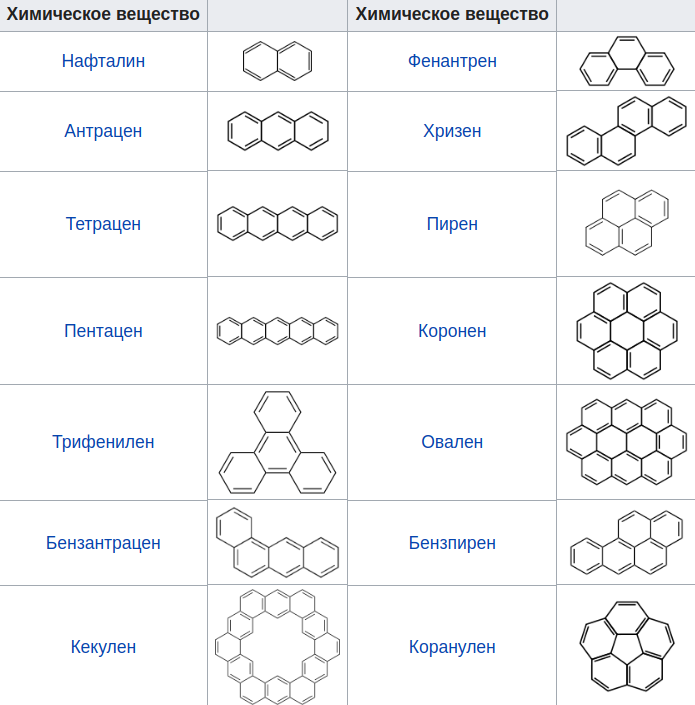 Химическое вещество Химическое вещество
Нафталин Фенантрен
Антрацен Хризен
Тетрацен Пирен
Пентацен Коронен
Трифенилен Овален
Бензантрацен Бензпирен
Кекулен Коранулен